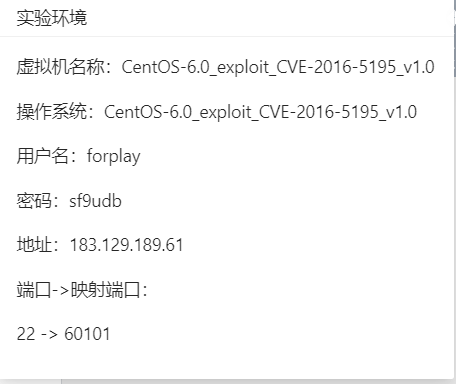 实验环境
虚拟机名称：CentOS-6.0_exploit_CVE-2016-5195_v1.0
操作系统：CentOS-6.0_exploit_CVE-2016-5195_v1.0
用户名：forplay
密码：sf9udb
地址：183.129.189.61
端口->映射端口：
22 -> 60101